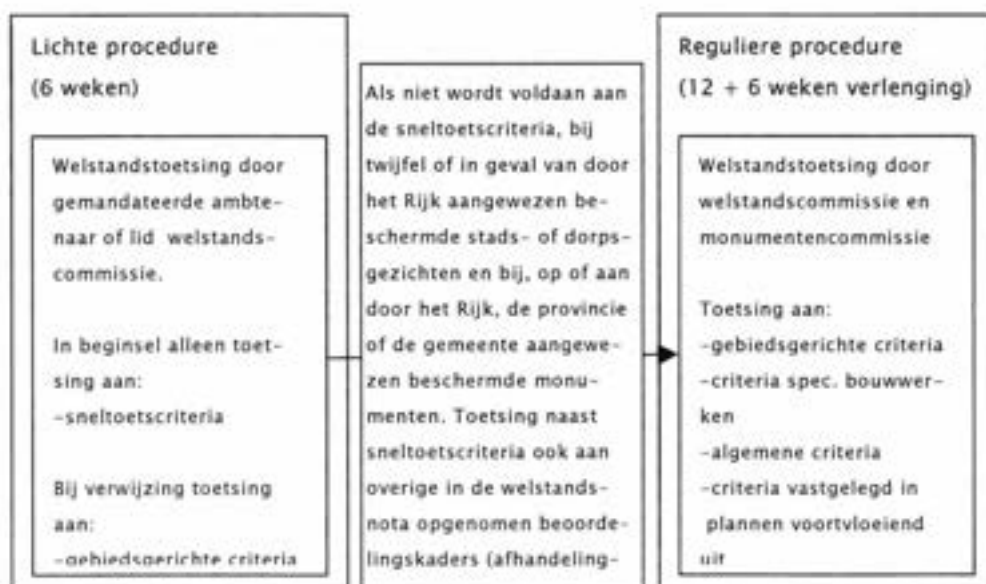 Lichte procedure
(6 weken)
Welstandstoetsing door
gemandateerde ambte-
naar of lid welstands-
commissie.
In beginsel alleen toet-
sing aan:
-sneltoetscriteria
Bij verwijzing toetsing
aan:
-gebiedsgerichte criteria
Als niet wordt voldaan aan
de sneltoetscriteria, bij
twijfel of in geval van door
het Rijk aangewezen be-
schermde stads- of dorps-
gezichten en bij, op of aan
door het Rijk, de provincie
of de gemeente aangewe-
zen beschermde monu-
menten. Toetsing naast
sneltoetscriteria ook aan
overige in de welstands-
nota opgenomen beoorde-
lingskaders (afhandeling-
Reguliere procedure
(12 + 6 weken verlenging)
Welstandstoetsing door
welstandscommissie en
monumentencommissie
Toetsing aan:
-gebiedsgerichte criteria
-criteria spec. bouwwer-
ken
-algemene criteria
-criteria vastgelegd in
plannen voortvloeiend
uit